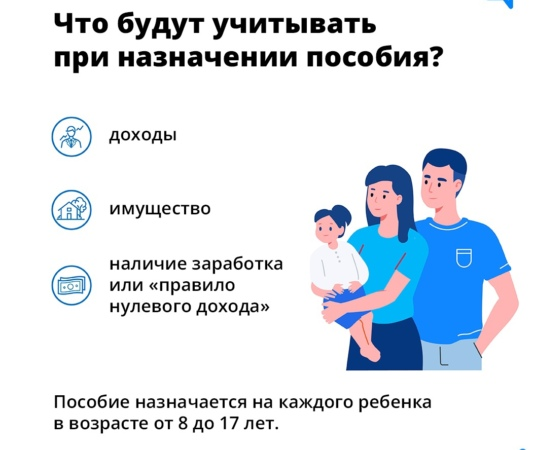 Что будут учитывать
при назначении пособия?
доходы
имущество
наличие заработка
или «правило
нулевого дохода»
Пособие назначается на каждого ребенка
в возрасте от 8 до 17 лет.